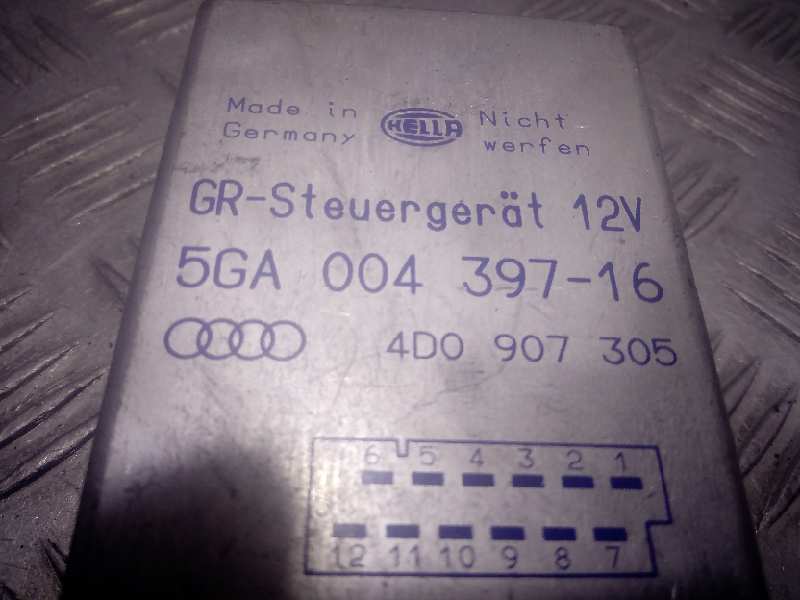 Made in
Germany
HELLA
Nicht
werfen
GR-Steuergerät 12V
5GA 004 397-16
4D0 907 305
6 5 4 3 2 1
12 11 10 9 8 7